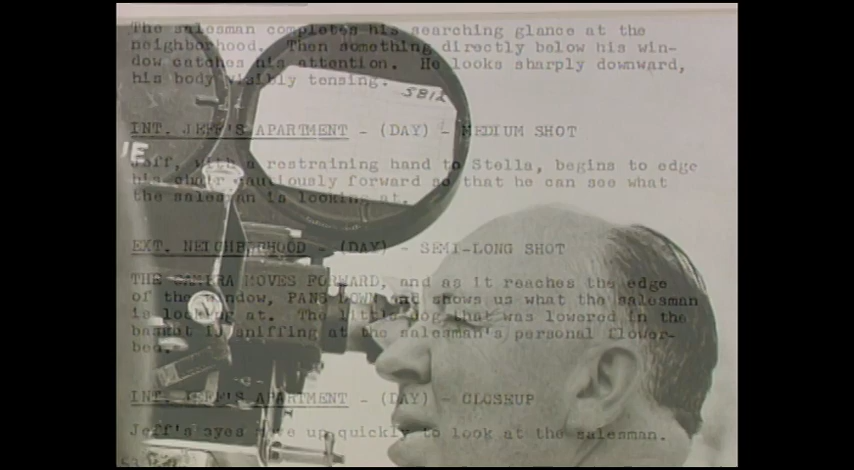 The salesman completes his searching glance at the
neighborhood. Then something directly below his win-
dow catches his attention. He looks sharply downward,
his body visibly tensing.
5812
INT. JEFF'S APARTMENT - (DAY) - MEDIUM SHOT
E
Jeff, with a restraining hand to Stella, begins to edge
his chair cautiously forward so that he can see what
the salesman is looking at.
EXT. NEIGHBORHOOD - (DAY) - SEMI-LONG SHOT
THE CAMERA MOVES FORWARD, and as it reaches the edge
of the window, PANS DOWN and shows us what the salesman
is looking at. The little dog that was lowered in the
basket is sniffing at the salesman's personal flower-
bed.
INT. JEFF'S APARTMENT - (DAY) - CLOSEUP
Jeff's eyes move up quickly to look at the salesman.